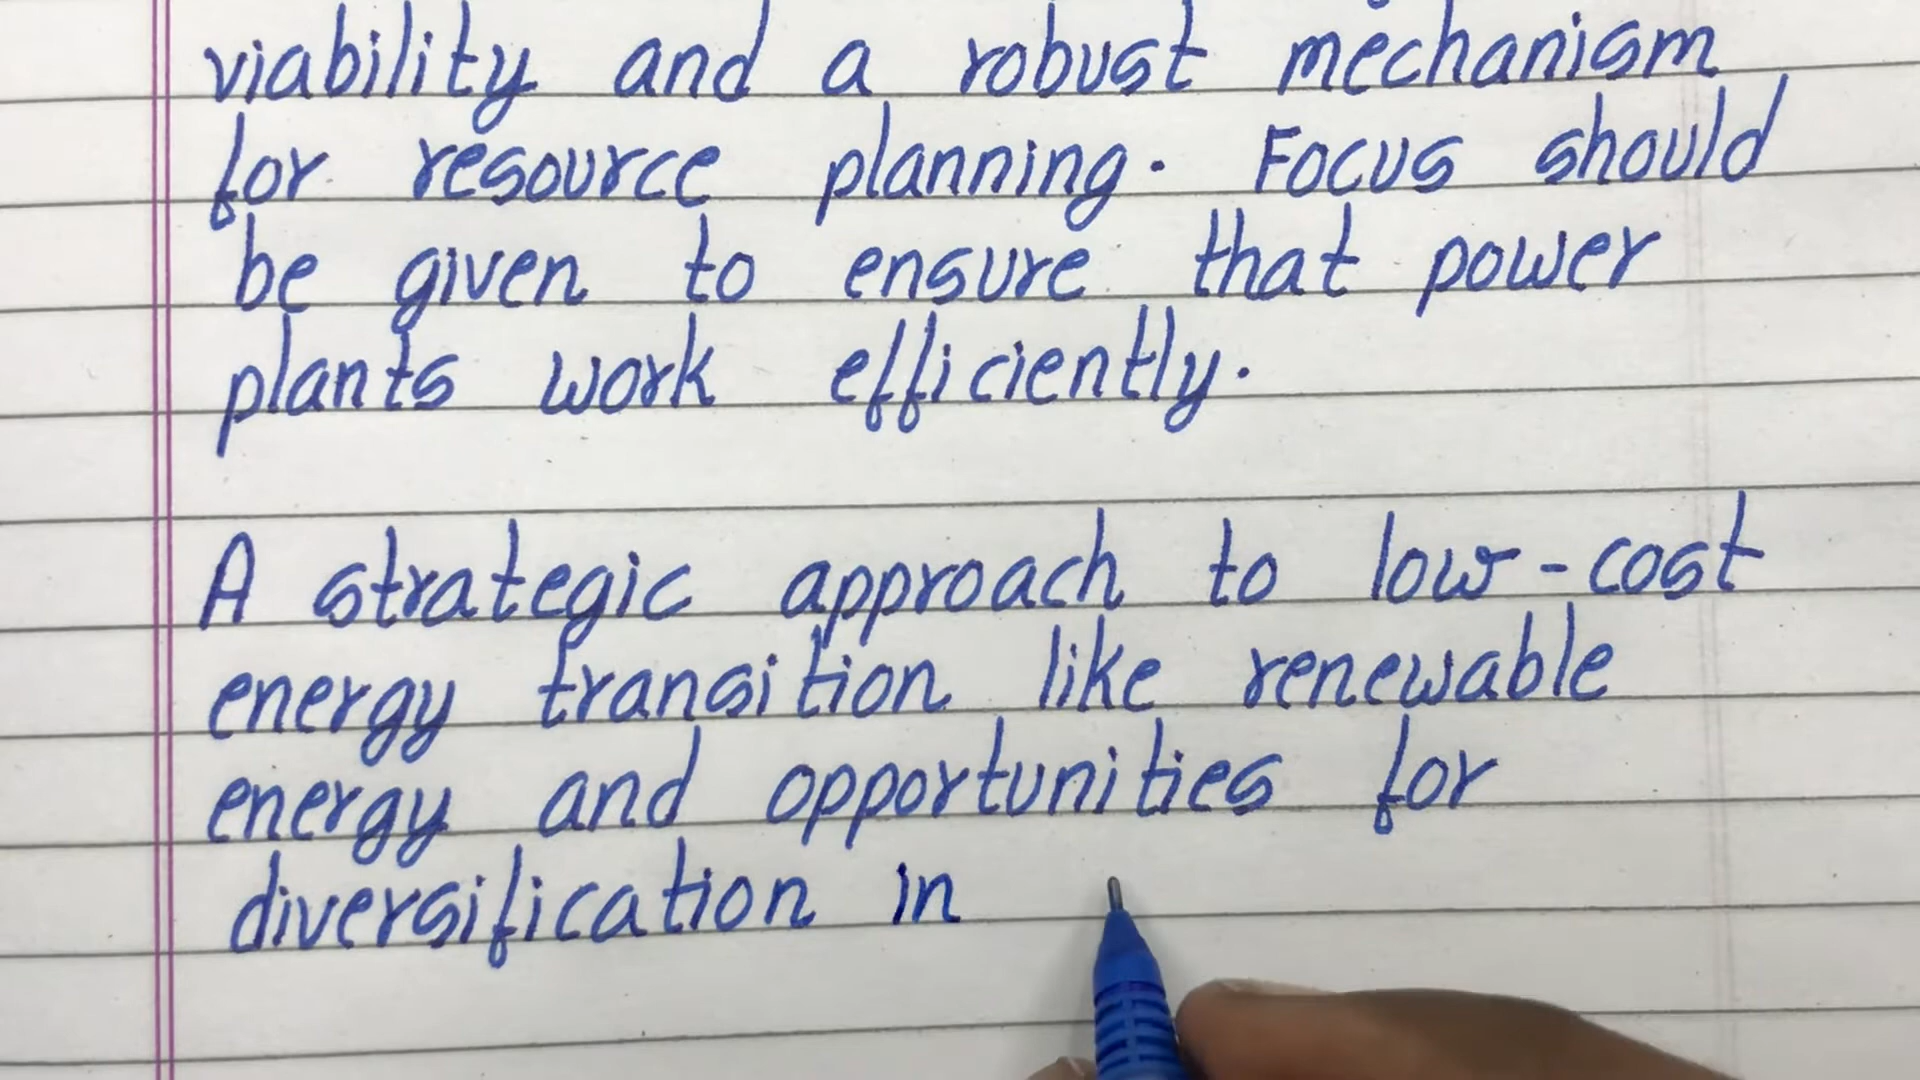 viability and a robust mechanism
for resource planning. Focus should
be given to ensure that power
plants work efficiently.
A strategic approach to low-cost
energy transition like renewable
energy and opportunities for
diversification in